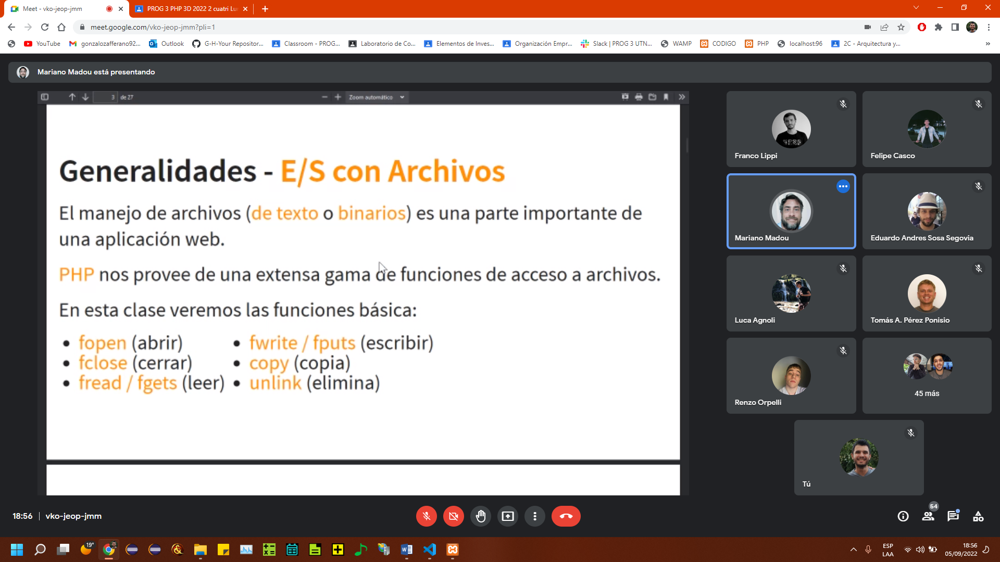 Meet - vko-jeop-jmm
PROG 3 PHP 3D 2022 2 cuatri Lu
meet.google.com/vko-jeop-jmm?pli=1
YouTube
gonzalozafferano92...
Outlook
G-H-Your Repositor...
Classroom - PROG...
Laboratorio de Co...
Elementos de Inves...
Organización Empr...
Slack | PROG 3 UTN...
WAMP
CODIGO
PHP
localhost:96
2C - Arquitectura y...
»
Mariano Madou está presentando
3 de 27
Zoom automático
Generalidades - E/S con Archivos
El manejo de archivos (de texto o binarios) es una parte importante de
una aplicación web.
PHP nos provee de una extensa gama de funciones de acceso a archivos.
En esta clase veremos las funciones básica:
• fopen (abrir)
• fclose (cerrar)
• fread / fgets (leer)
• fwrite / fputs (escribir)
• copy (copia)
• unlink (elimina)
Franco Lippi
Felipe Casco
Mariano Madou
Eduardo Andres Sosa Segovia
Luca Agnoli
Tomás A. Pérez Ponisio
Renzo Orpelli
45 más
Tú
18:56 | vko-jeop-jmm
54
19°
ESP
LAA
18:56
05/09/2022